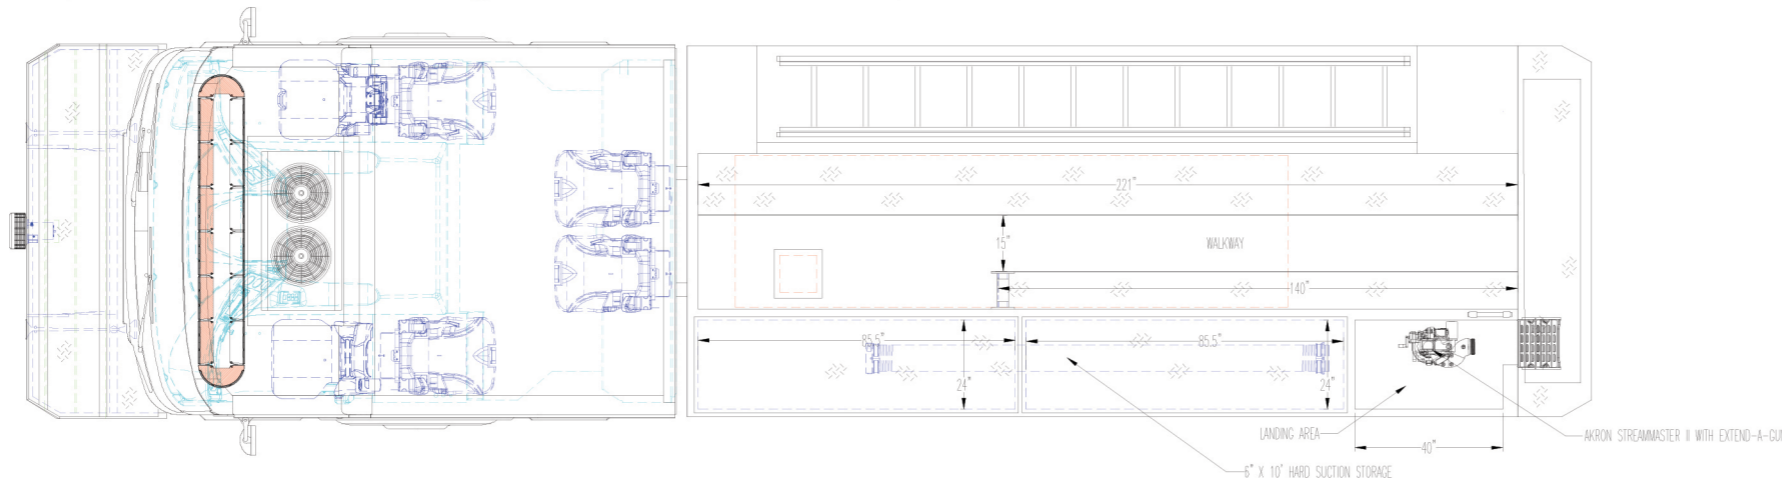 221"
15"
WALKWAY
140"
85.5"
85.5"
24"
24"
LANDING AREA
AKRON STREAMMASTER II WITH EXTEND-A-GU
40"
6" X 10' HARD SUCTION STORAGE